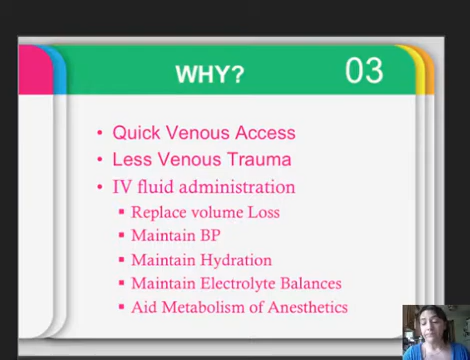 WHY?
03
• Quick Venous Access
• Less Venous Trauma
• IV fluid administration
▪ Replace volume Loss
▪ Maintain BP
▪ Maintain Hydration
▪ Maintain Electrolyte Balances
▪ Aid Metabolism of Anesthetics